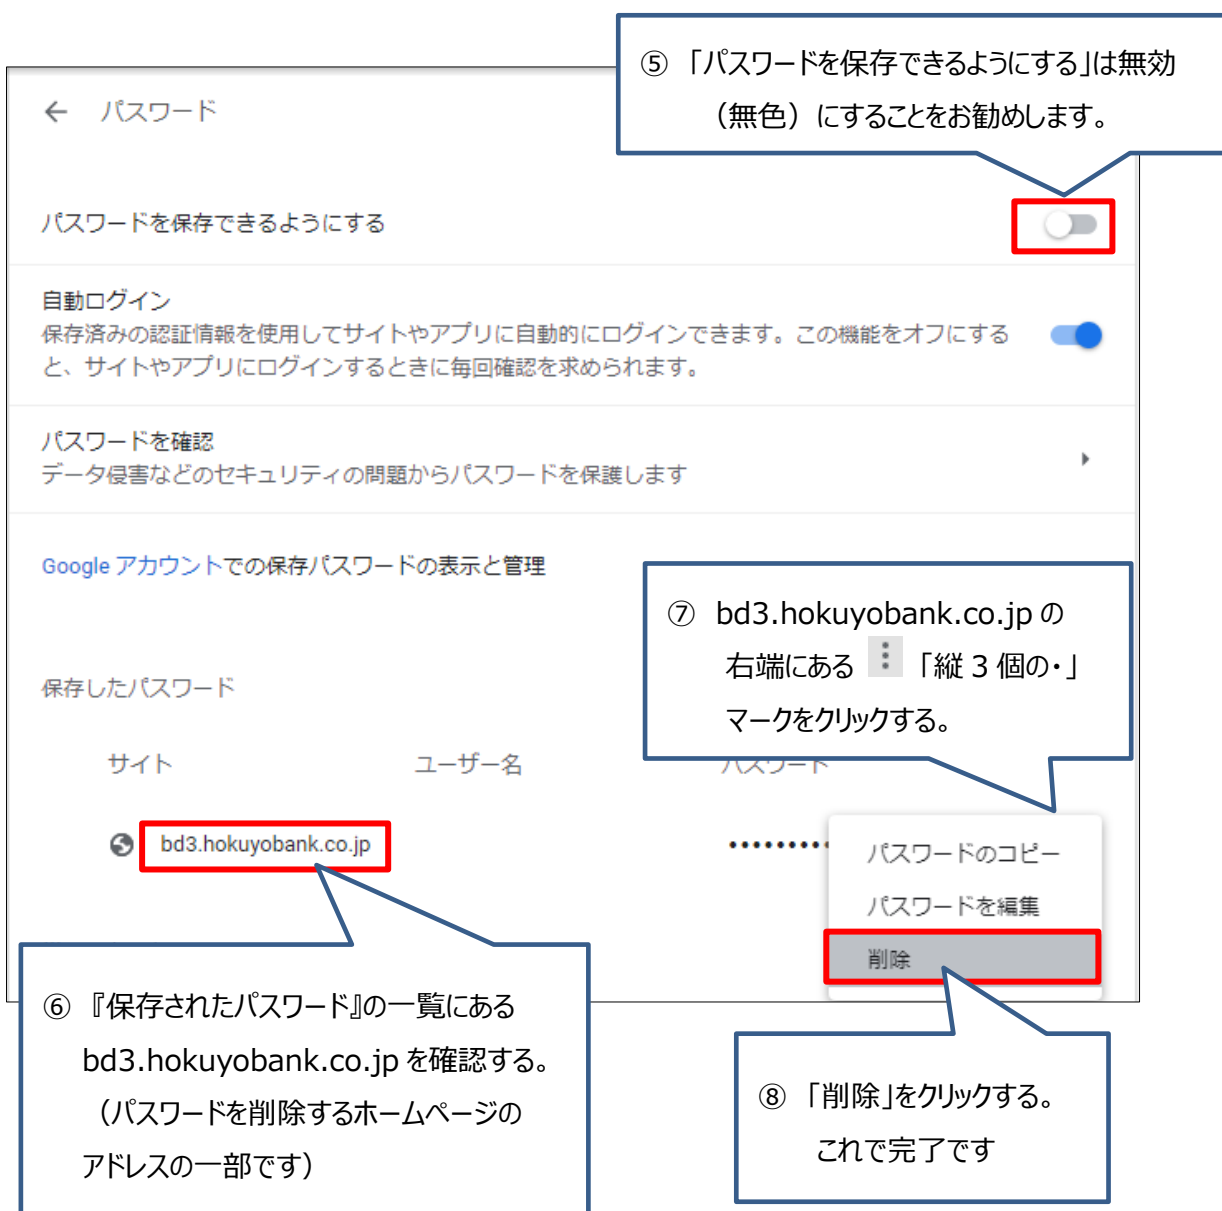 ⑤ 「パスワードを保存できるようにする」は無効
（無色）にすることをお勧めします。
← パスワード
パスワードを保存できるようにする
自動ログイン
保存済みの認証情報を使用してサイトやアプリに自動的にログインできます。この機能をオフにする
と、サイトやアプリにログインするときに毎回確認を求められます。
パスワードを確認
データ侵害などのセキュリティの問題からパスワードを保護します
Google アカウントでの保存パスワードの表示と管理
⑦ bd3.hokuyobank.co.jp の
右端にある ⋮ 「縦 3 個の・」
マークをクリックする。
保存したパスワード
サイト ユーザー名 パスワード
bd3.hokuyobank.co.jp •••••••••
パスワードのコピー
パスワードを編集
削除
⑥ 『保存されたパスワード』の一覧にある
bd3.hokuyobank.co.jp を確認する。
（パスワードを削除するホームページの
アドレスの一部です）
⑧ 「削除」をクリックする。
これで完了です